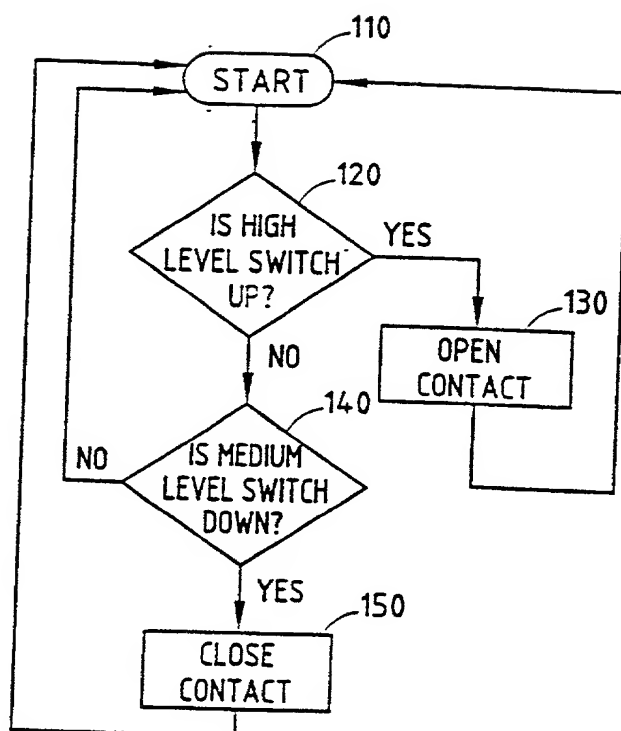 110
START
120
IS HIGH
LEVEL SWITCH
UP?
YES
130
OPEN
CONTACT
NO
140
IS MEDIUM
LEVEL SWITCH
DOWN?
NO
YES
150
CLOSE
CONTACT